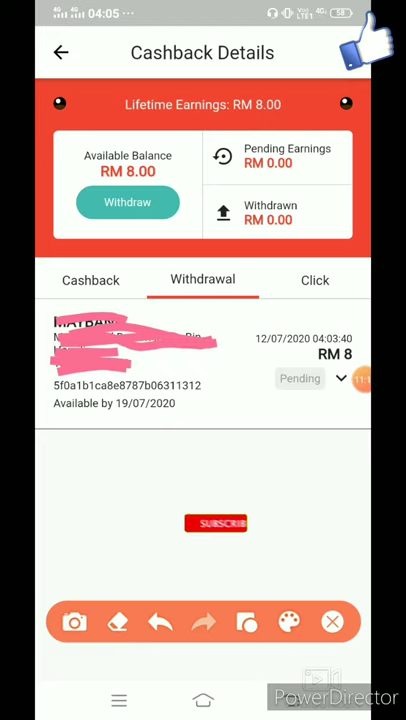 04:05
58
Cashback Details
Lifetime Earnings: RM 8.00
Available Balance
RM 8.00
Withdraw
Pending Earnings
RM 0.00
Withdrawn
RM 0.00
Cashback
Withdrawal
Click
12/07/2020 04:03:40
RM 8
Pending
5f0a1b1ca8e8787b06311312
Available by 19/07/2020
SUBSCRIB
PowerDirector